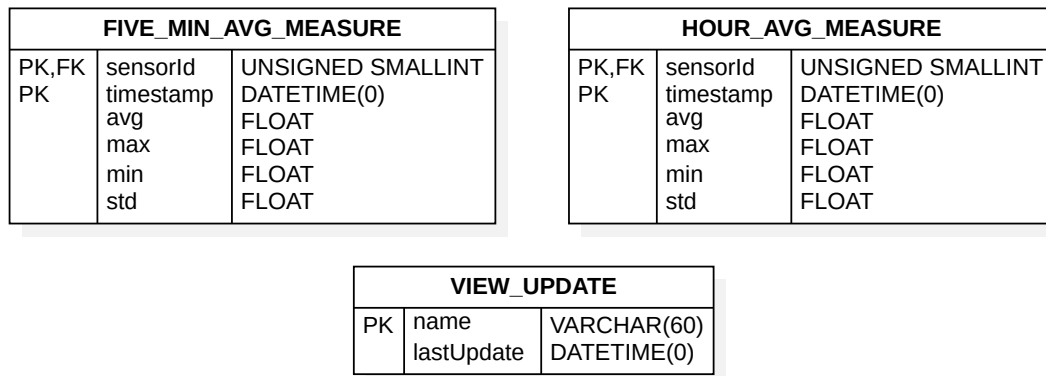 FIVE_MIN_AVG_MEASURE
PK,FK sensorId UNSIGNED SMALLINT
PK timestamp DATETIME(0)
avg FLOAT
max FLOAT
min FLOAT
std FLOAT
HOUR_AVG_MEASURE
PK,FK sensorId UNSIGNED SMALLINT
PK timestamp DATETIME(0)
avg FLOAT
max FLOAT
min FLOAT
std FLOAT
VIEW_UPDATE
PK name VARCHAR(60)
lastUpdate DATETIME(0)